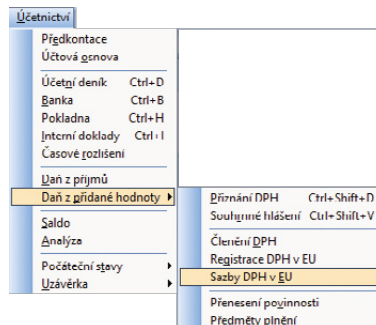 Účetnictví
Předkontace
Účtová osnova
Účetní deník Ctrl+D
Banka Ctrl+B
Pokladna Ctrl+H
Interní doklady Ctrl+I
Časové rozlišení
Daň z příjmů
Daň z přidané hodnoty
Saldo
Analýza
Počáteční stavy
Uzávěrka
Přiznání DPH Ctrl+Shift+D
Souhrnné hlášení Ctrl+Shift+V
Členění DPH
Registrace DPH v EU
Sazby DPH v EU
Přenesení povinnosti
Předměty plnění